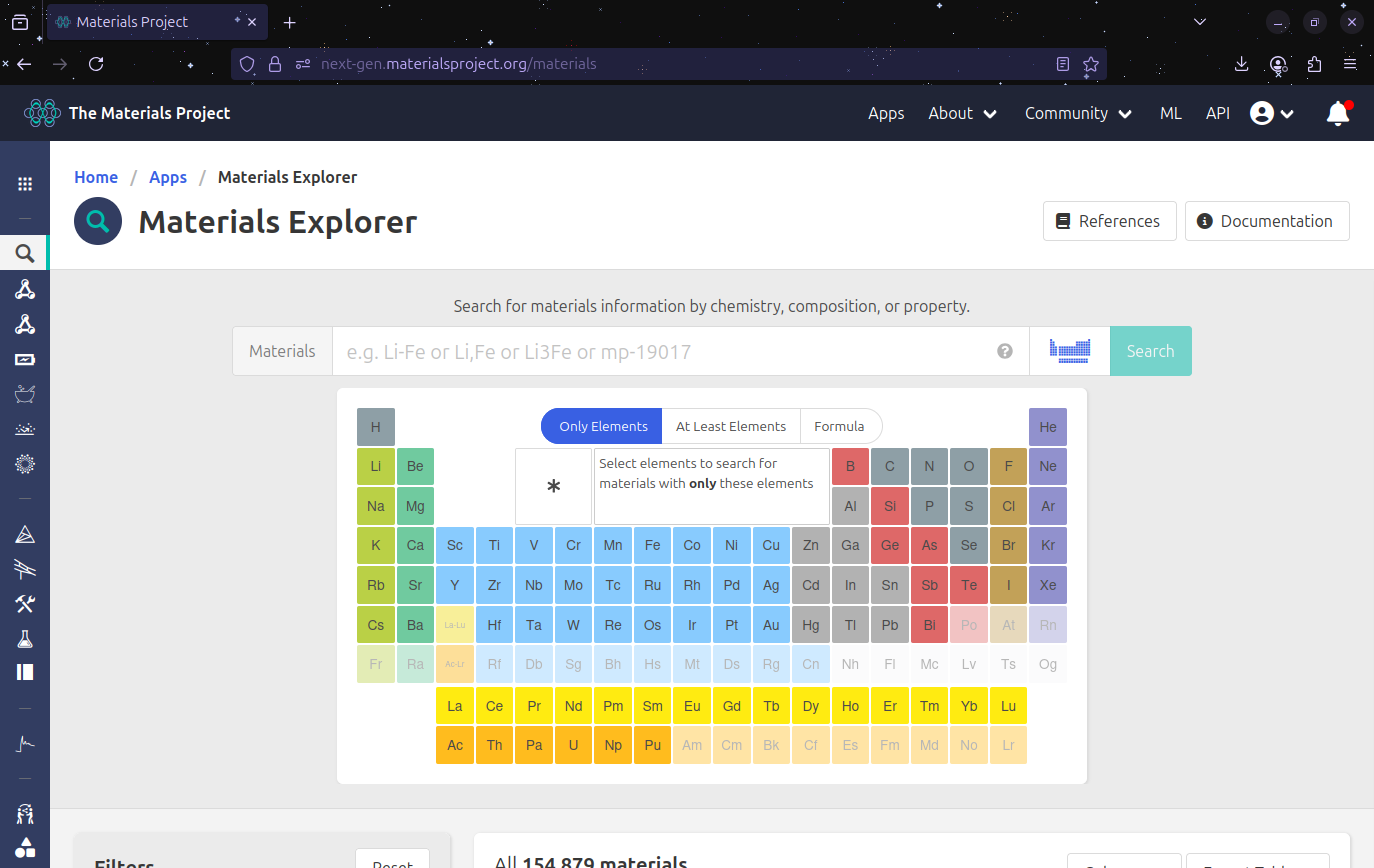 Materials Project
next-gen.materialsproject.org/materials
The Materials Project
Apps About Community ML API
Home / Apps / Materials Explorer
Materials Explorer
References Documentation
Search for materials information by chemistry, composition, or property.
Materials e.g. Li-Fe or Li,Fe or Li3Fe or mp-19017 Search
Only Elements At Least Elements Formula
* Select elements to search for
materials with only these elements
H He
Li Be B C N O F Ne
Na Mg Al Si P S Cl Ar
K Ca Sc Ti V Cr Mn Fe Co Ni Cu Zn Ga Ge As Se Br Kr
Rb Sr Y Zr Nb Mo Tc Ru Rh Pd Ag Cd In Sn Sb Te I Xe
Cs Ba La-Lu Hf Ta W Re Os Ir Pt Au Hg Tl Pb Bi Po At Rn
Fr Ra Ac-Lr Rf Db Sg Bh Hs Mt Ds Rg Cn Nh Fl Mc Lv Ts Og
La Ce Pr Nd Pm Sm Eu Gd Tb Dy Ho Er Tm Yb Lu
Ac Th Pa U Np Pu Am Cm Bk Cf Es Fm Md No Lr
Filters Reset
All 154,879 materials